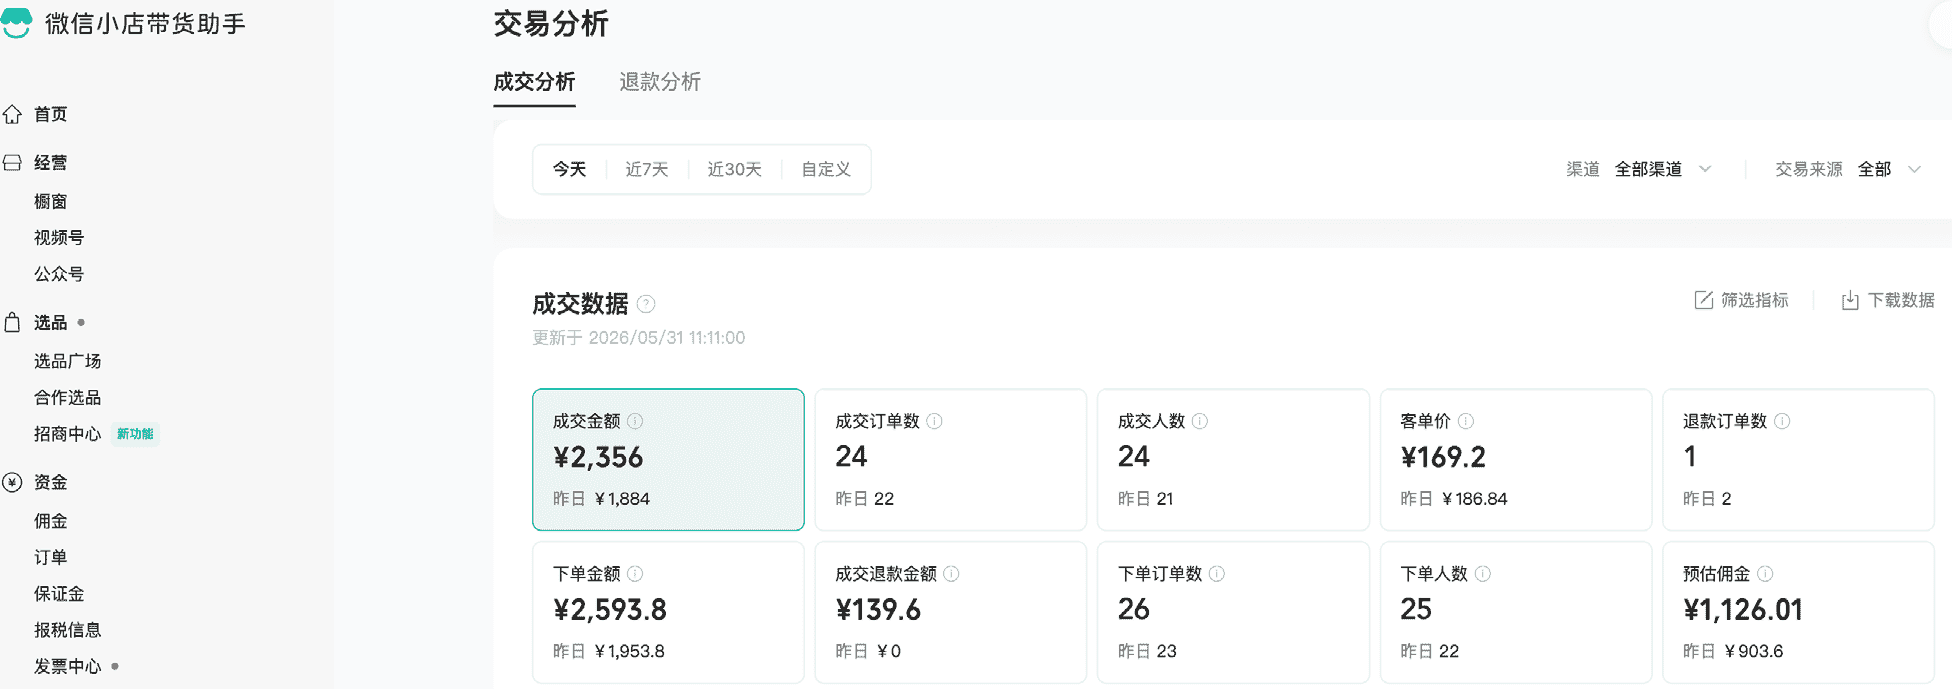 微信小店带货助手
首页
经营
橱窗
视频号
公众号
选品
选品广场
合作选品
招商中心 新功能
资金
佣金
订单
保证金
报税信息
发票中心
交易分析
成交分析 退款分析
今天 近7天 近30天 自定义 渠道 全部渠道 交易来源 全部
成交数据
筛选指标 下载数据
更新于 2026/05/31 11:11:00
成交金额 成交订单数 成交人数 客单价 退款订单数
¥2,356 24 24 ¥169.2 1
昨日 ¥1,884 昨日 22 昨日 21 昨日 ¥186.84 昨日 2
下单金额 成交退款金额 下单订单数 下单人数 预估佣金
¥2,593.8 ¥139.6 26 25 ¥1,126.01
昨日 ¥1,953.8 昨日 ¥0 昨日 23 昨日 22 昨日 ¥903.6